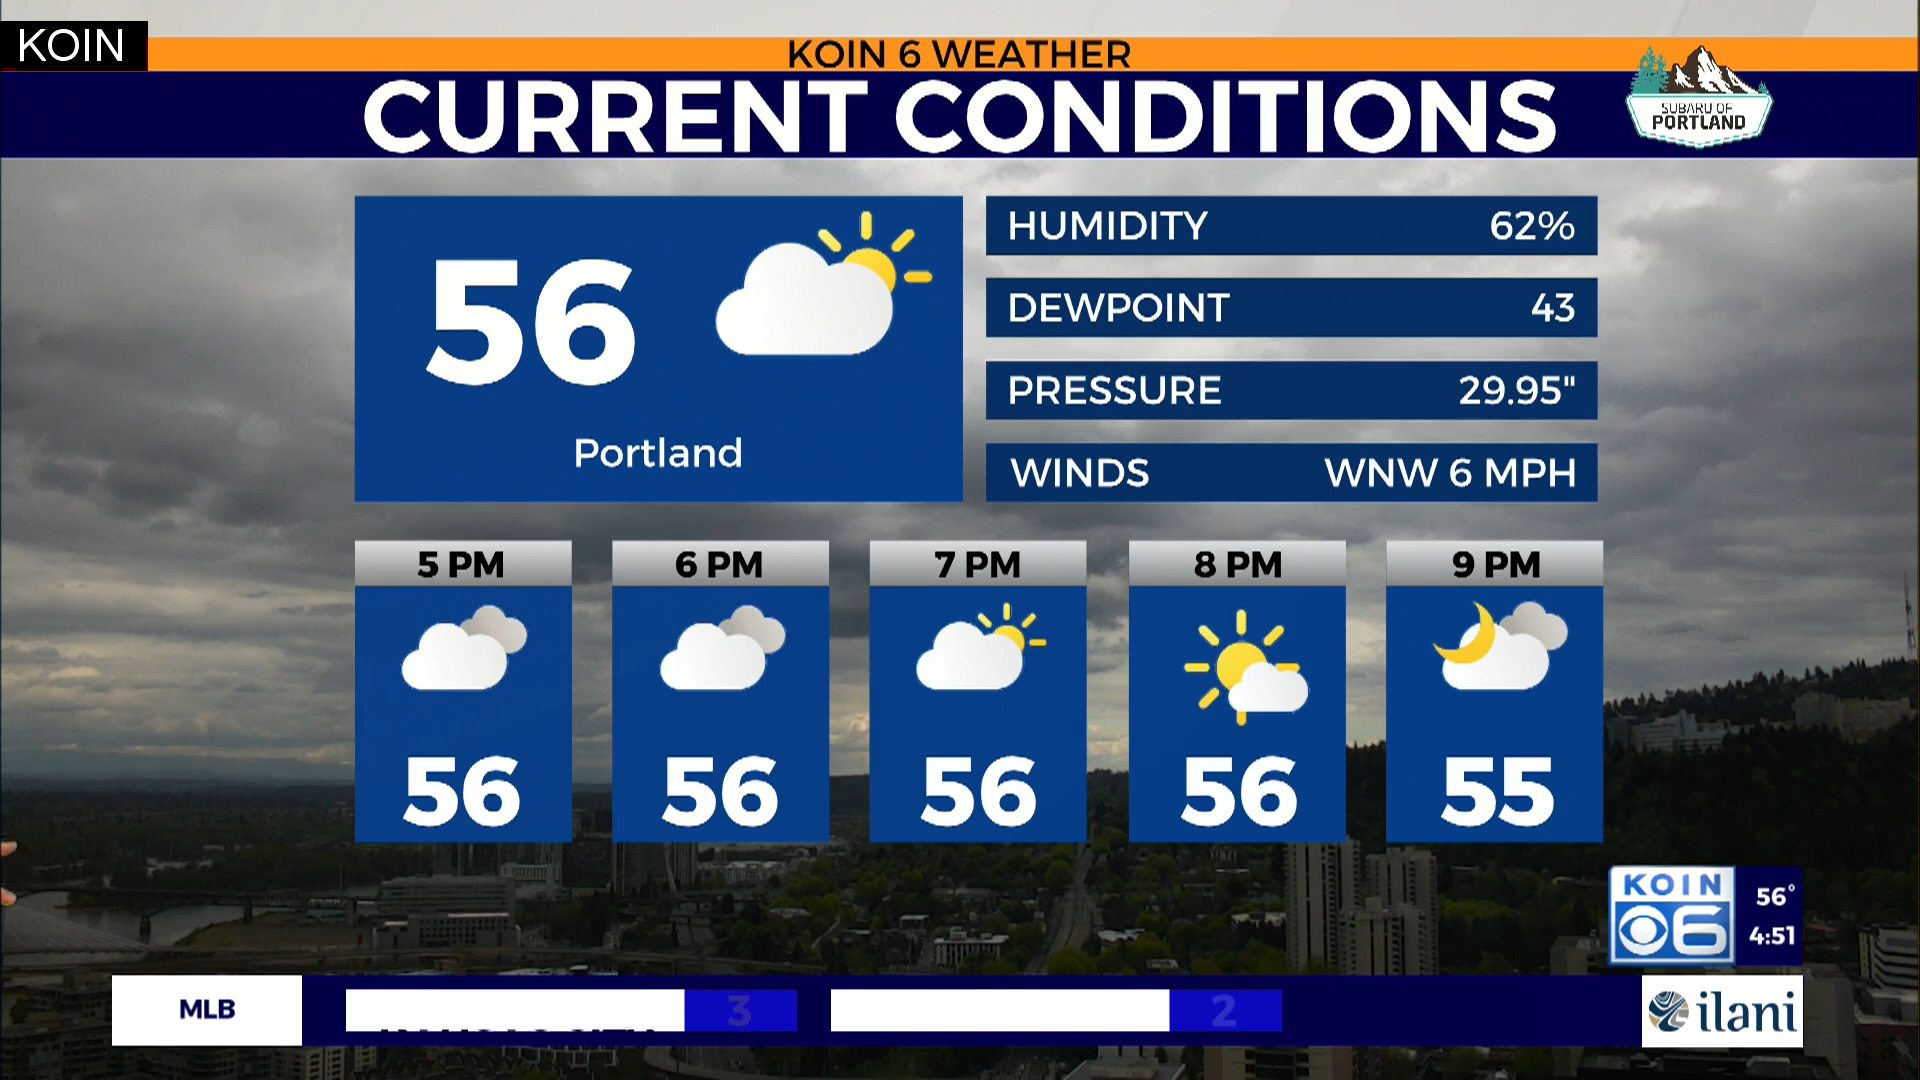 KOIN
KOIN 6 WEATHER
CURRENT CONDITIONS
SUBARU OF
PORTLAND
56
Portland
HUMIDITY 62%
DEWPOINT 43
PRESSURE 29.95"
WINDS WNW 6 MPH
5 PM 6 PM 7 PM 8 PM 9 PM
56 56 56 56 55
KOIN
6
56°
4:51
MLB
3
2
ilani